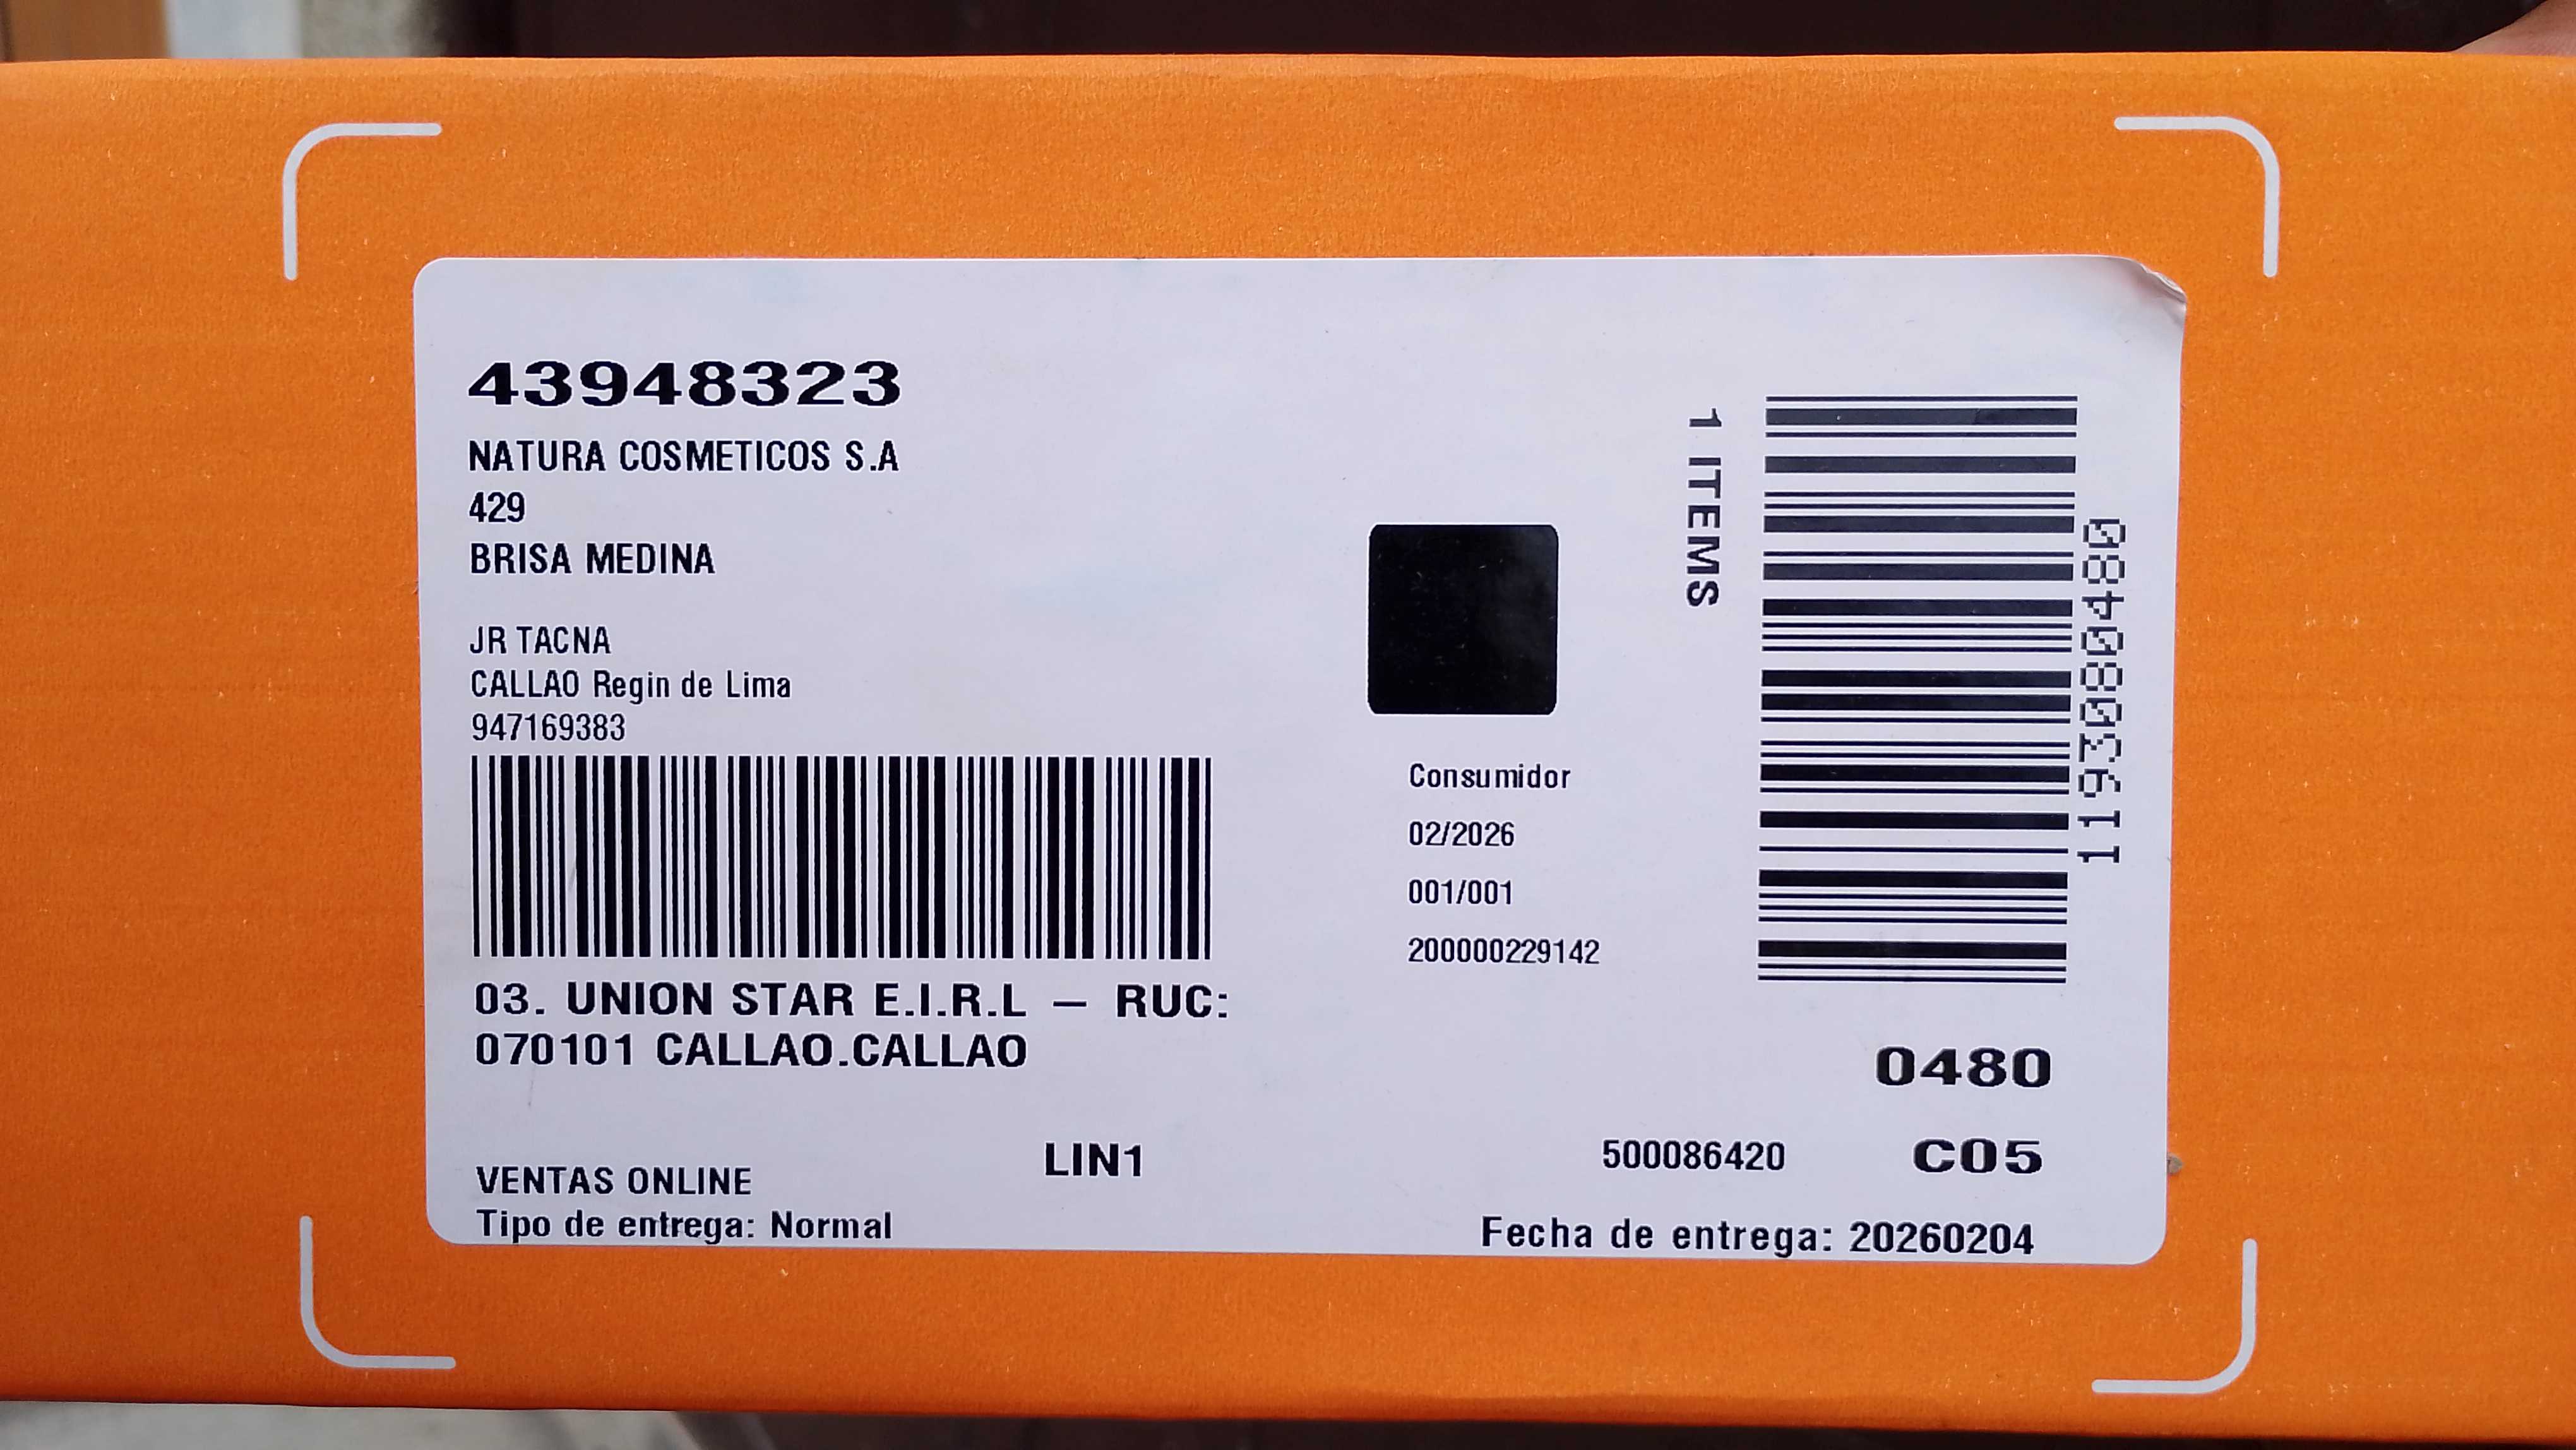 43948323
NATURA COSMETICOS S.A
429
BRISA MEDINA
JR TACNA
CALLAO Regin de Lima
947169383
03. UNION STAR E.I.R.L – RUC:
070101 CALLAO.CALLAO
VENTAS ONLINE
Tipo de entrega: Normal
LIN1
Consumidor
02/2026
001/001
200000229142
1 ITEMS
119308080480
0480
500086420
C05
Fecha de entrega: 20260204